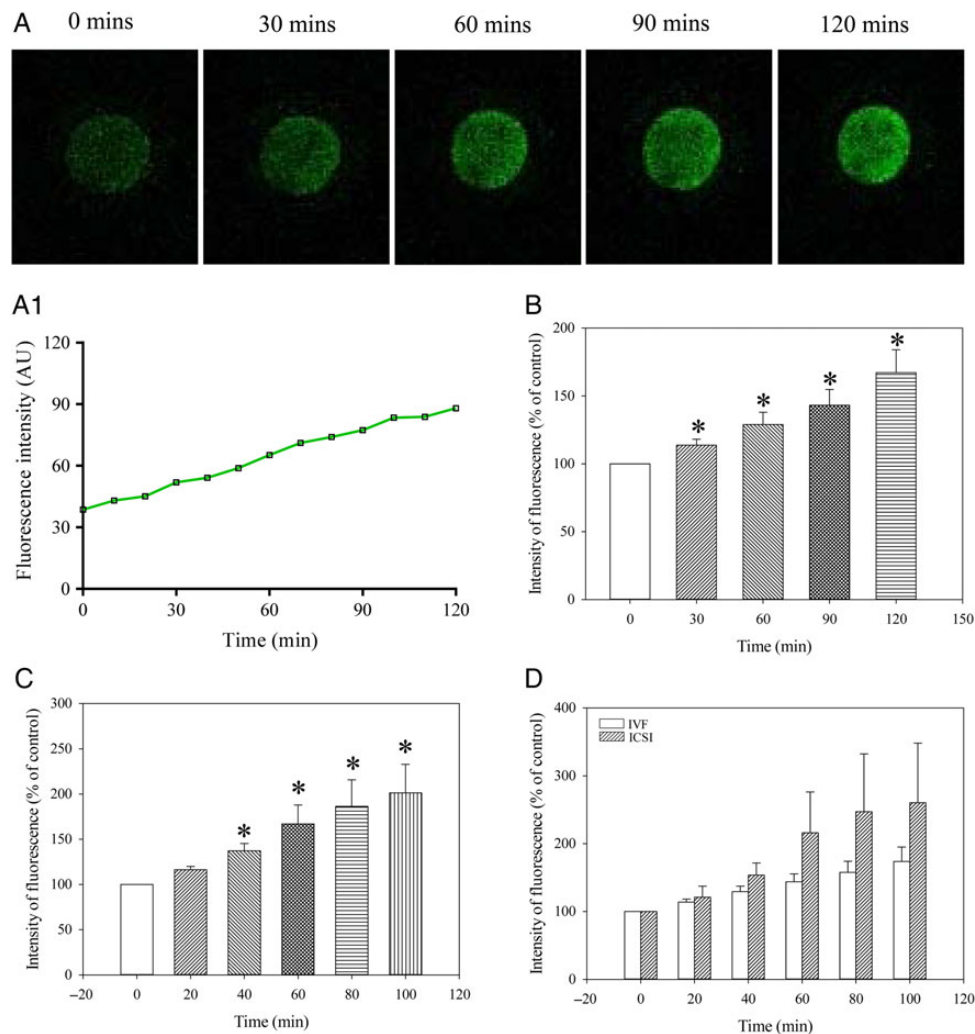 A
0 mins 30 mins 60 mins 90 mins 120 mins
A1
Fluorescence intensity (AU)
120
90
60
30
0
0 30 60 90 120
Time (min)
B
Intensity of fluorescence (% of control)
200
150
100
50
0
* * * *
0 30 60 90 120 150
Time (min)
C
Intensity of fluorescence (% of control)
300
250
200
150
100
50
0
* * * *
–20 0 20 40 60 80 100 120
Time (min)
D
Intensity of fluorescence (% of control)
400
300
200
100
0
IVF
ICSI
–20 0 20 40 60 80 100 120
Time (min)